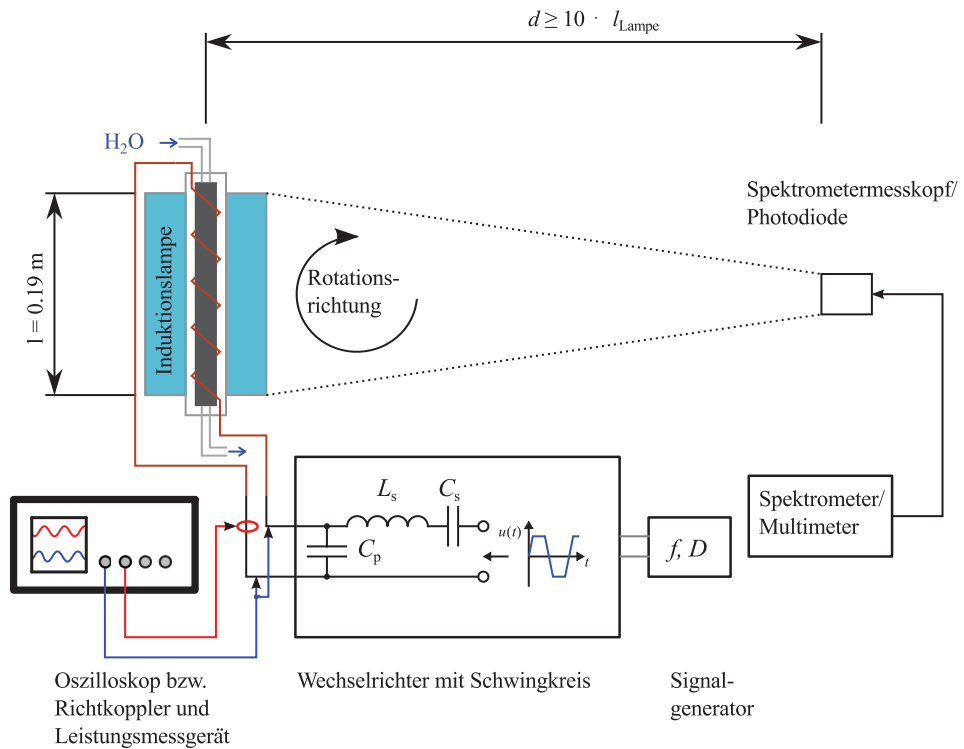 d ≥ 10 · l_Lampe
H₂O
Spektrometermesskopf/
Photodiode
l = 0.19 m
Induktionslampe
Rotations-
richtung
L_s
C_s
C_p
u(t)
t
f, D
Spektrometer/
Multimeter
Oszilloskop bzw.
Richtkoppler und
Leistungsmessgerät
Wechselrichter mit Schwingkreis
Signal-
generator